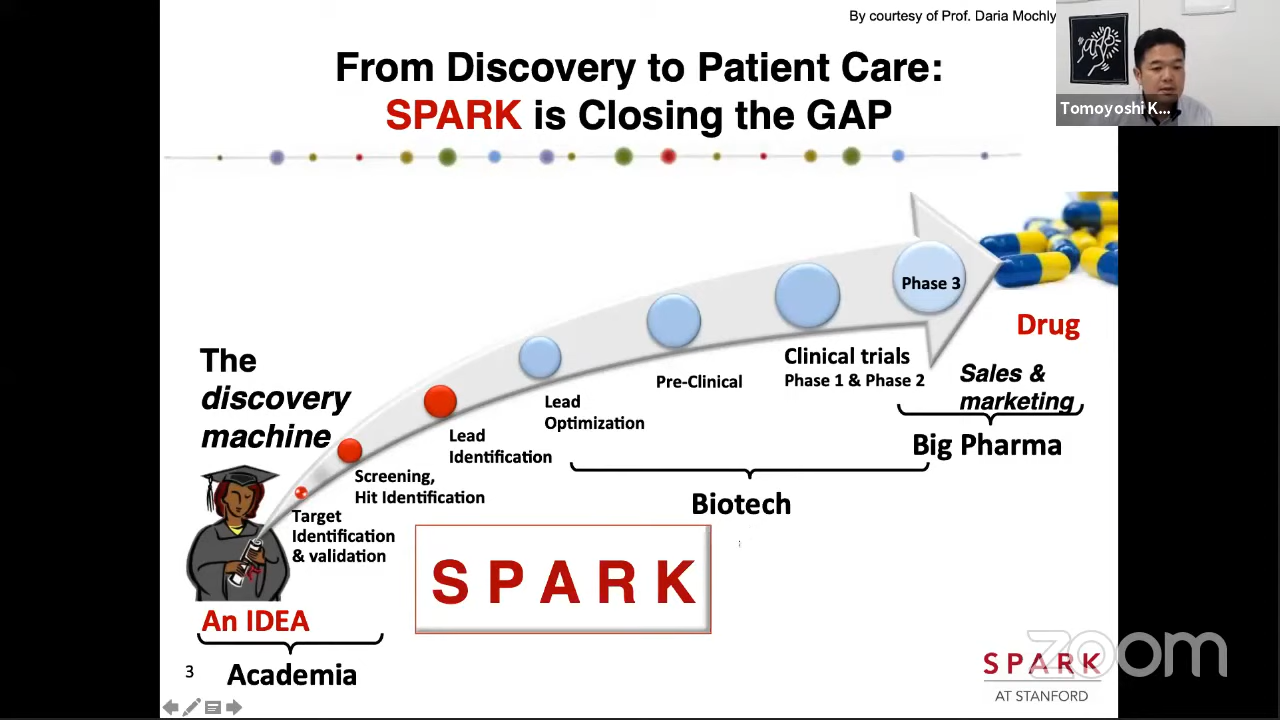 By courtesy of Prof. Daria Mochly
Tomoyoshi K...
From Discovery to Patient Care:
SPARK is Closing the GAP
Phase 3
Drug
Clinical trials
Phase 1 & Phase 2
Sales &
marketing
Pre-Clinical
Big Pharma
The
discovery
machine
Lead
Optimization
Lead
Identification
Biotech
Screening,
Hit Identification
Target
Identification
& validation
SPARK
An IDEA
Academia
3
zoom
SPARK
AT STANFORD